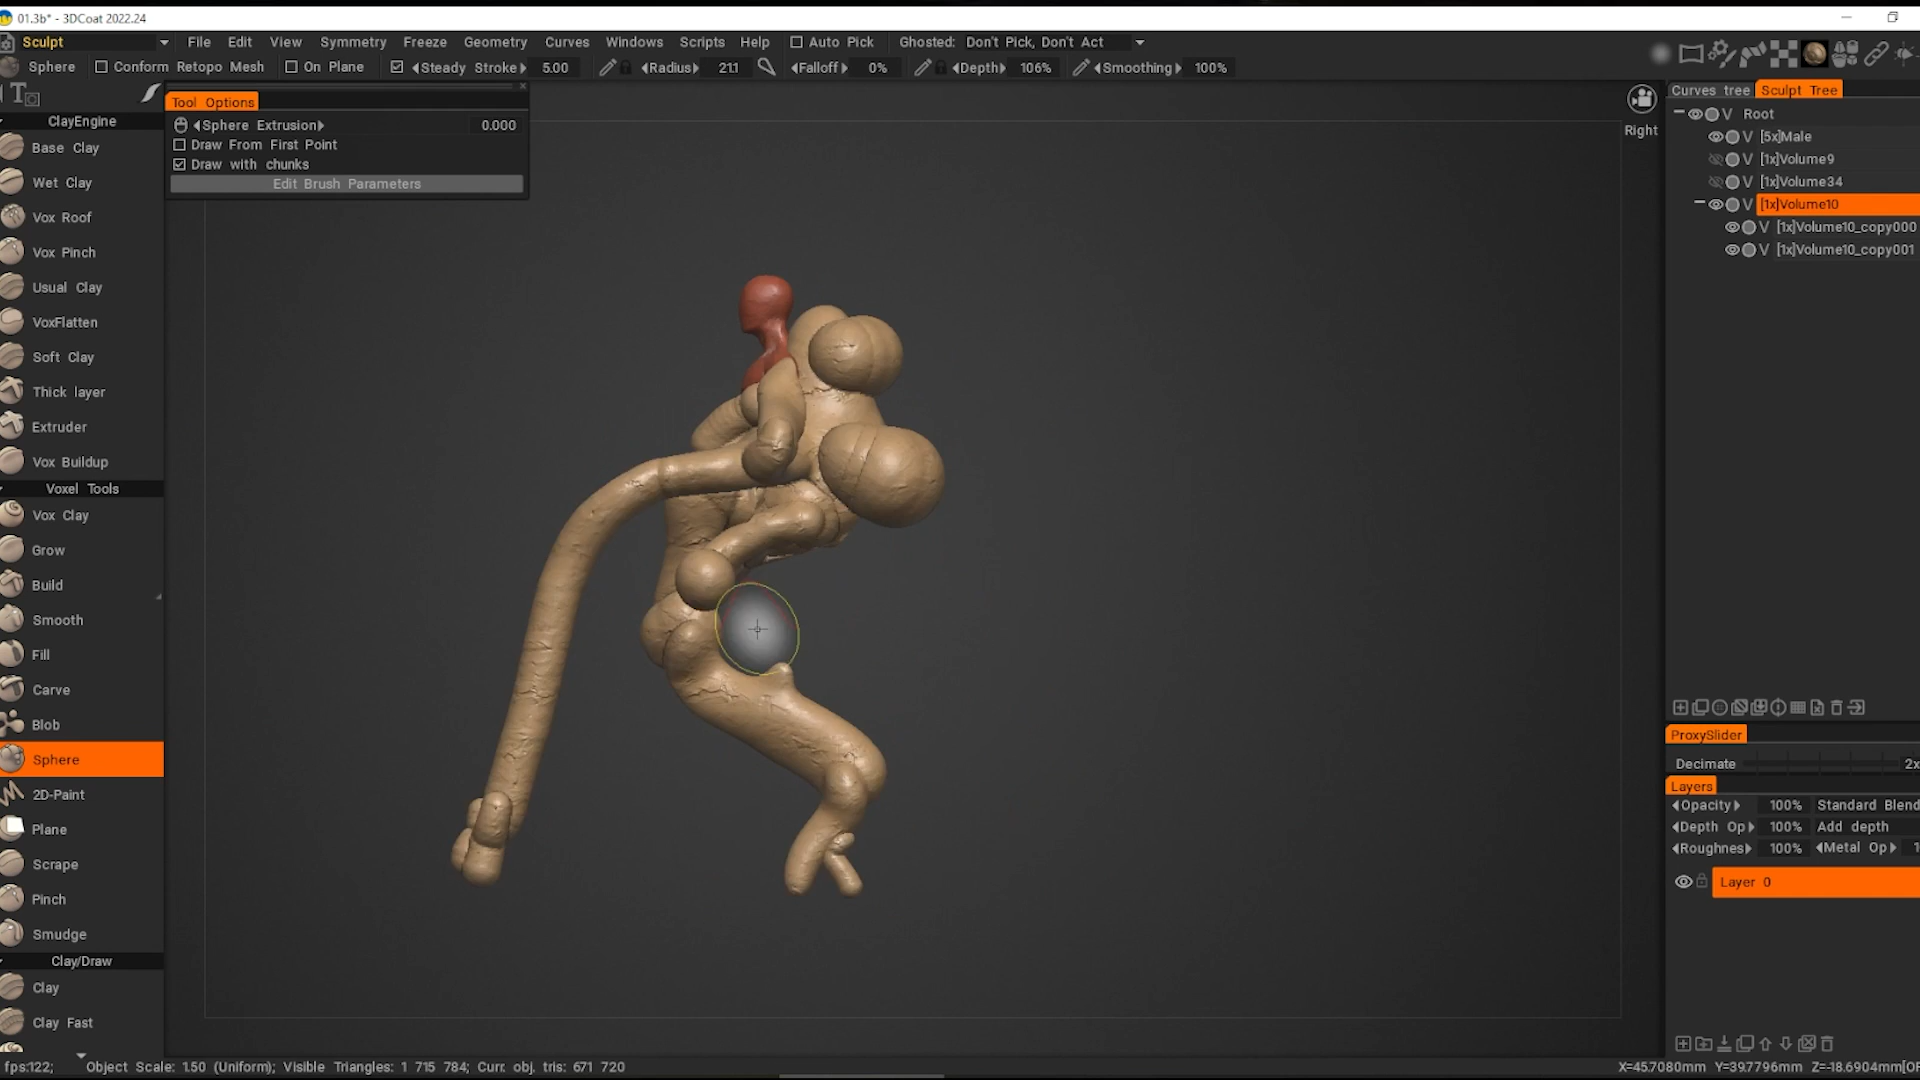 01.3b* - 3DCoat 2022.24
Sculpt File Edit View Symmetry Freeze Geometry Curves Windows Scripts Help Auto Pick Ghosted: Don't Pick, Don't Act
Sphere Conform Retopo Mesh On Plane Steady Stroke 5.00 Radius 21.1 Falloff 0% Depth 106% Smoothing 100%
Tool Options
Sphere Extrusion 0.000
Draw From First Point
Draw with chunks
Edit Brush Parameters
ClayEngine
Base Clay
Wet Clay
Vox Roof
Vox Pinch
Usual Clay
VoxFlatten
Soft Clay
Thick layer
Extruder
Vox Buildup
Voxel Tools
Vox Clay
Grow
Build
Smooth
Fill
Carve
Blob
Sphere
2D-Paint
Plane
Scrape
Pinch
Smudge
Clay/Draw
Clay
Clay Fast
Right
Curves tree Sculpt Tree
Root
V [5x]Male
V [1x]Volume9
V [1x]Volume34
V [1x]Volume10
V [1x]Volume10_copy000
V [1x]Volume10_copy001
ProxySlider
Decimate 2x
Layers
Opacity 100% Standard Blend
Depth Op 100% Add depth
Roughness 100% Metal Op
Layer 0
fps:122; Object Scale: 1.50 (Uniform); Visible Triangles: 1 715 784; Curr. obj. tris: 671 720
X=45.7080mm Y=39.7796mm Z=-18.6904mm